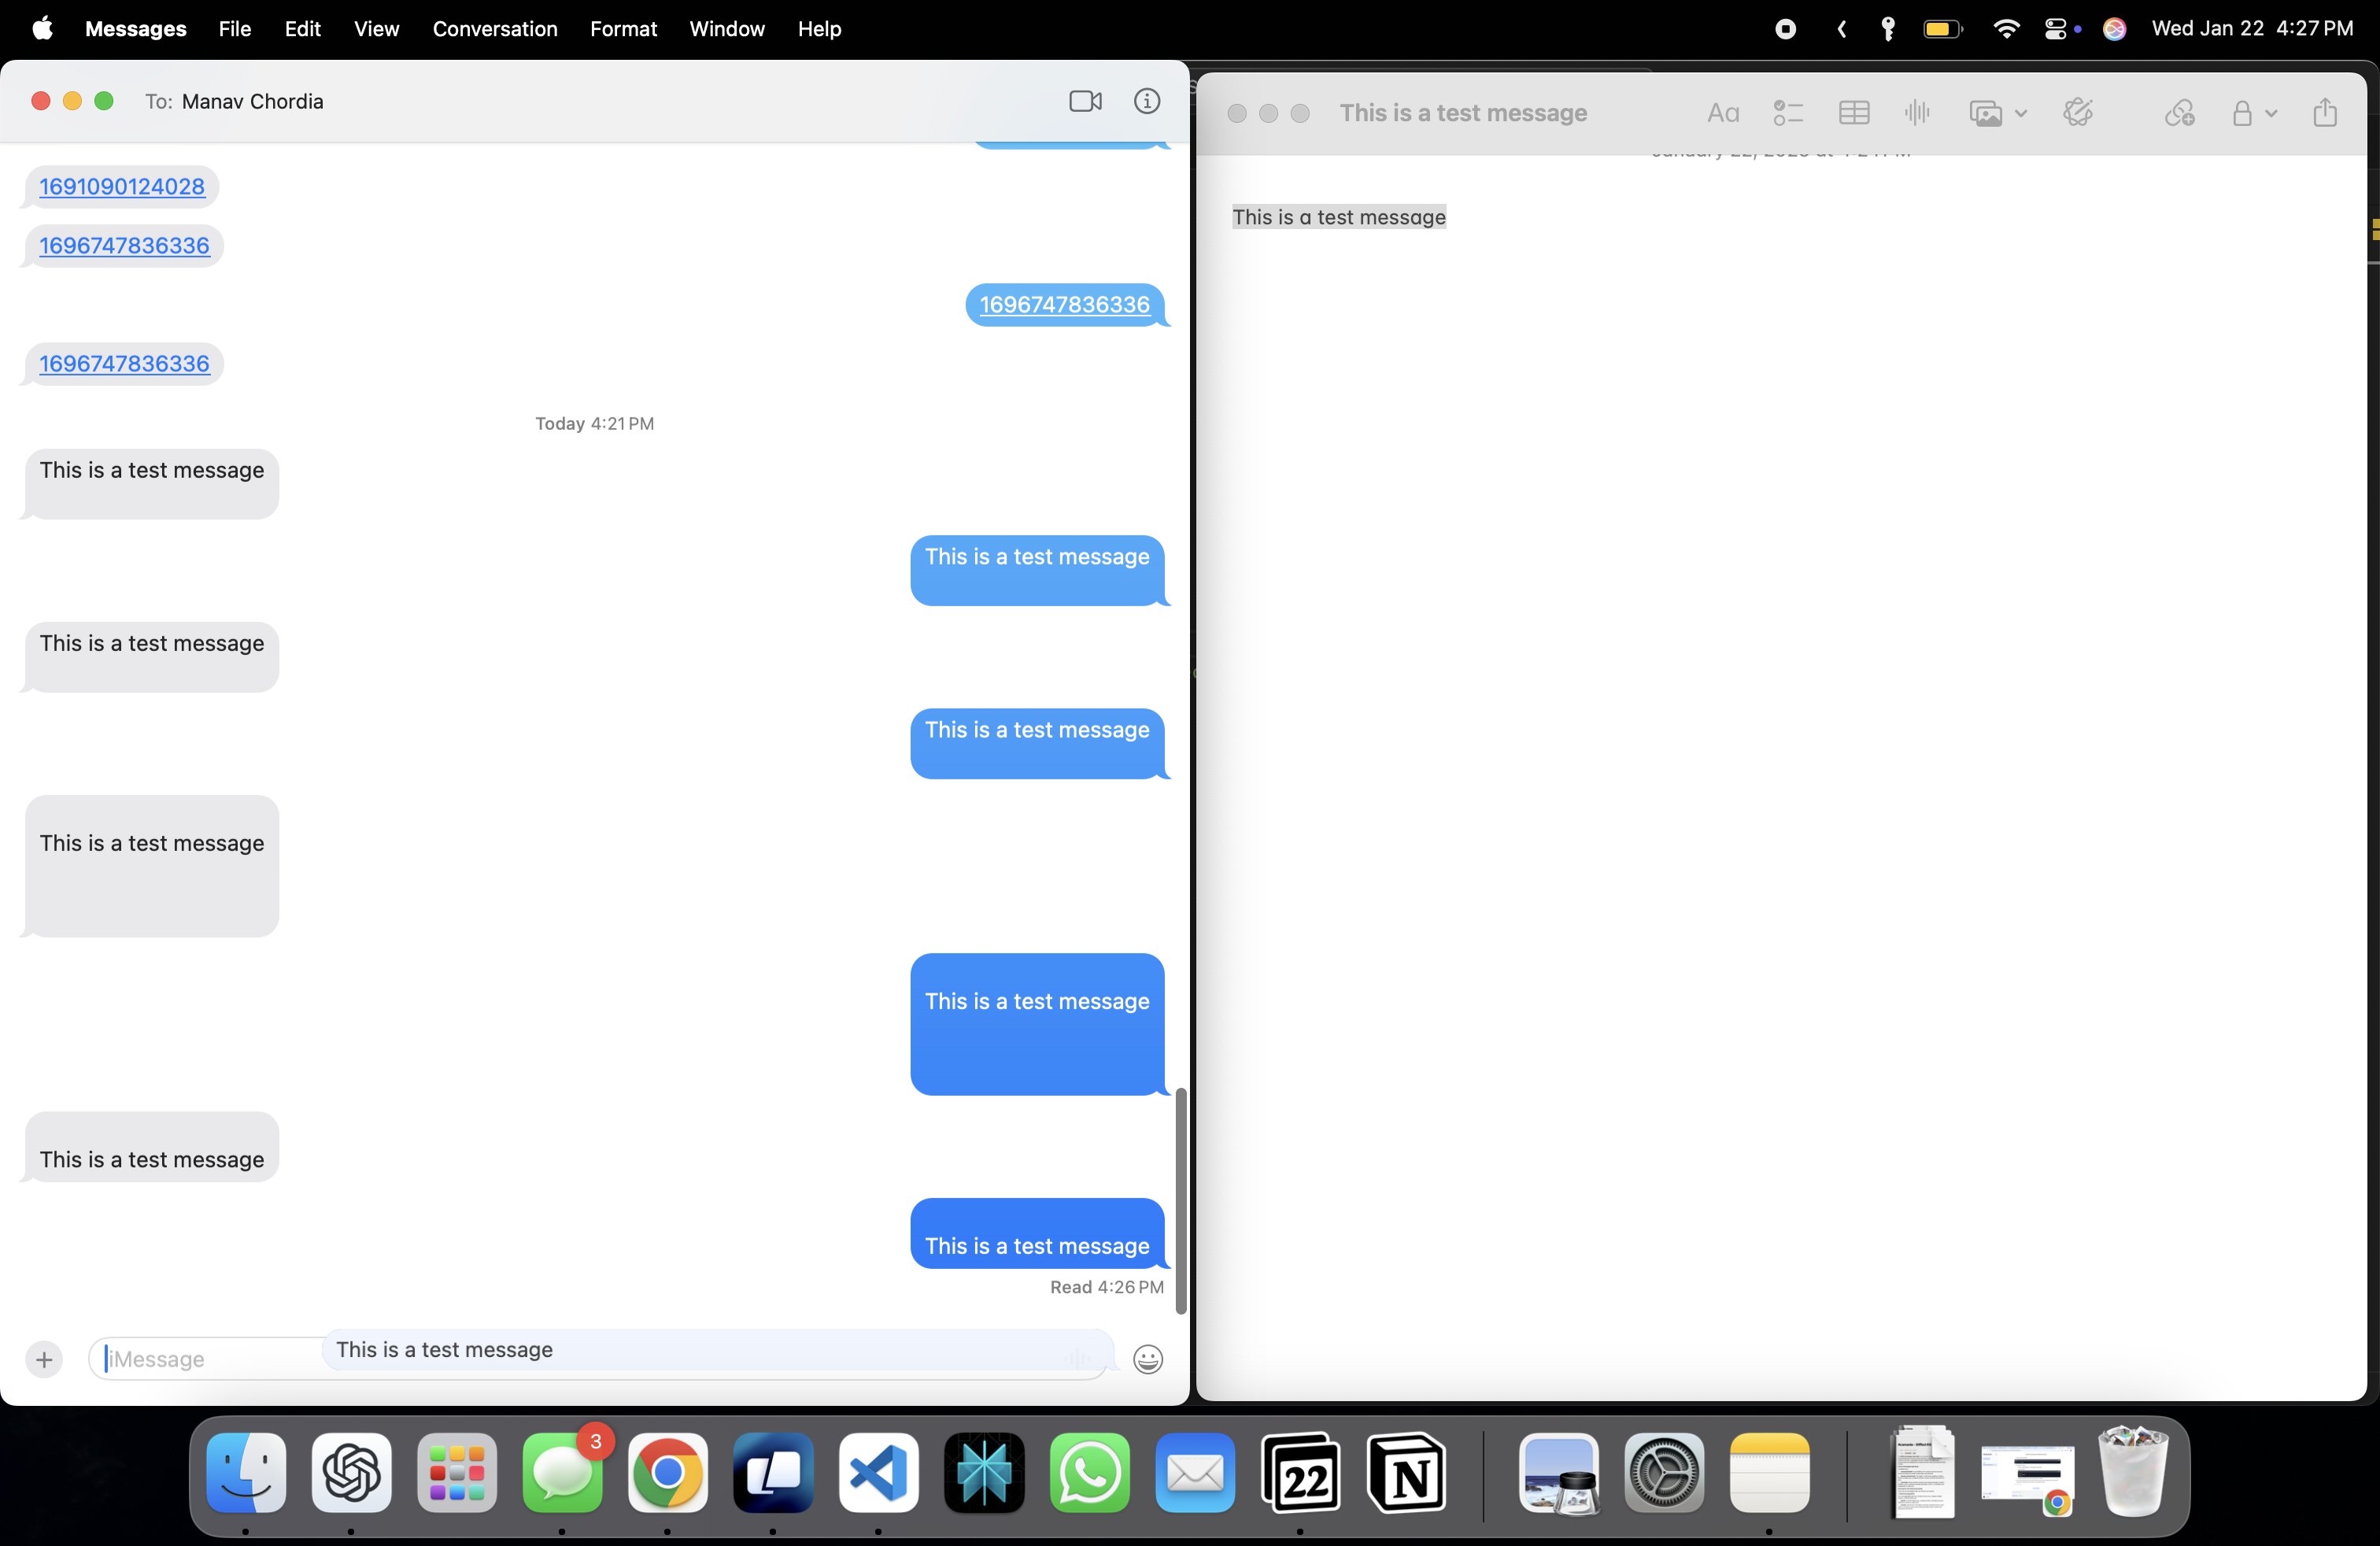 Messages File Edit View Conversation Format Window Help
Wed Jan 22 4:27 PM
To: Manav Chordia
1691090124028
1696747836336
1696747836336
1696747836336
Today 4:21 PM
This is a test message
This is a test message
This is a test message
This is a test message
This is a test message
This is a test message
This is a test message
This is a test message
Read 4:26 PM
iMessage
This is a test message
This is a test message
Aa
This is a test message
3
22
N